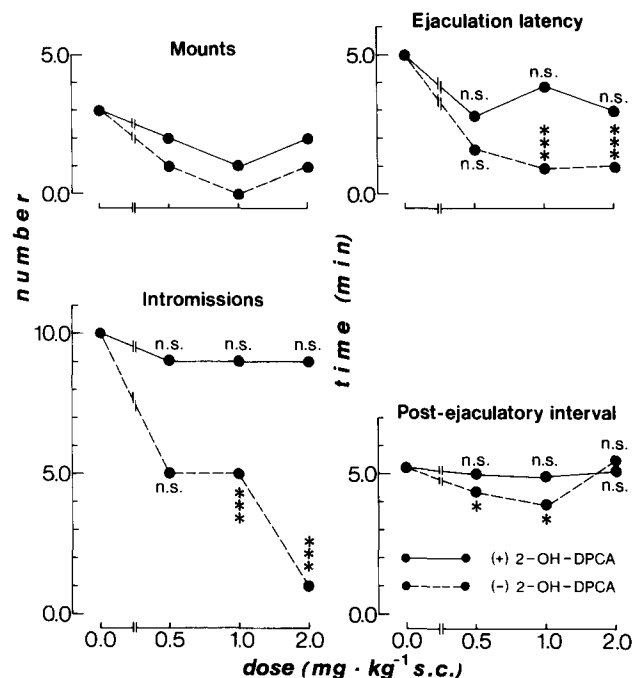 Mounts
5.0
0.0
number
Ejaculation latency
5.0
n.s.
n.s.
n.s.
n.s.
***
***
0.0
time (min)
Intromissions
10.0
n.s.
n.s.
n.s.
5.0
n.s.
***
***
0.0
0.0
0.5
1.0
2.0
Post-ejaculatory interval
5.0
n.s.
n.s.
n.s.
n.s.
*
*
(+) 2-OH-DPCA
(-) 2-OH-DPCA
0.0
0.0
0.5
1.0
2.0
dose (mg · kg⁻¹ s.c.)